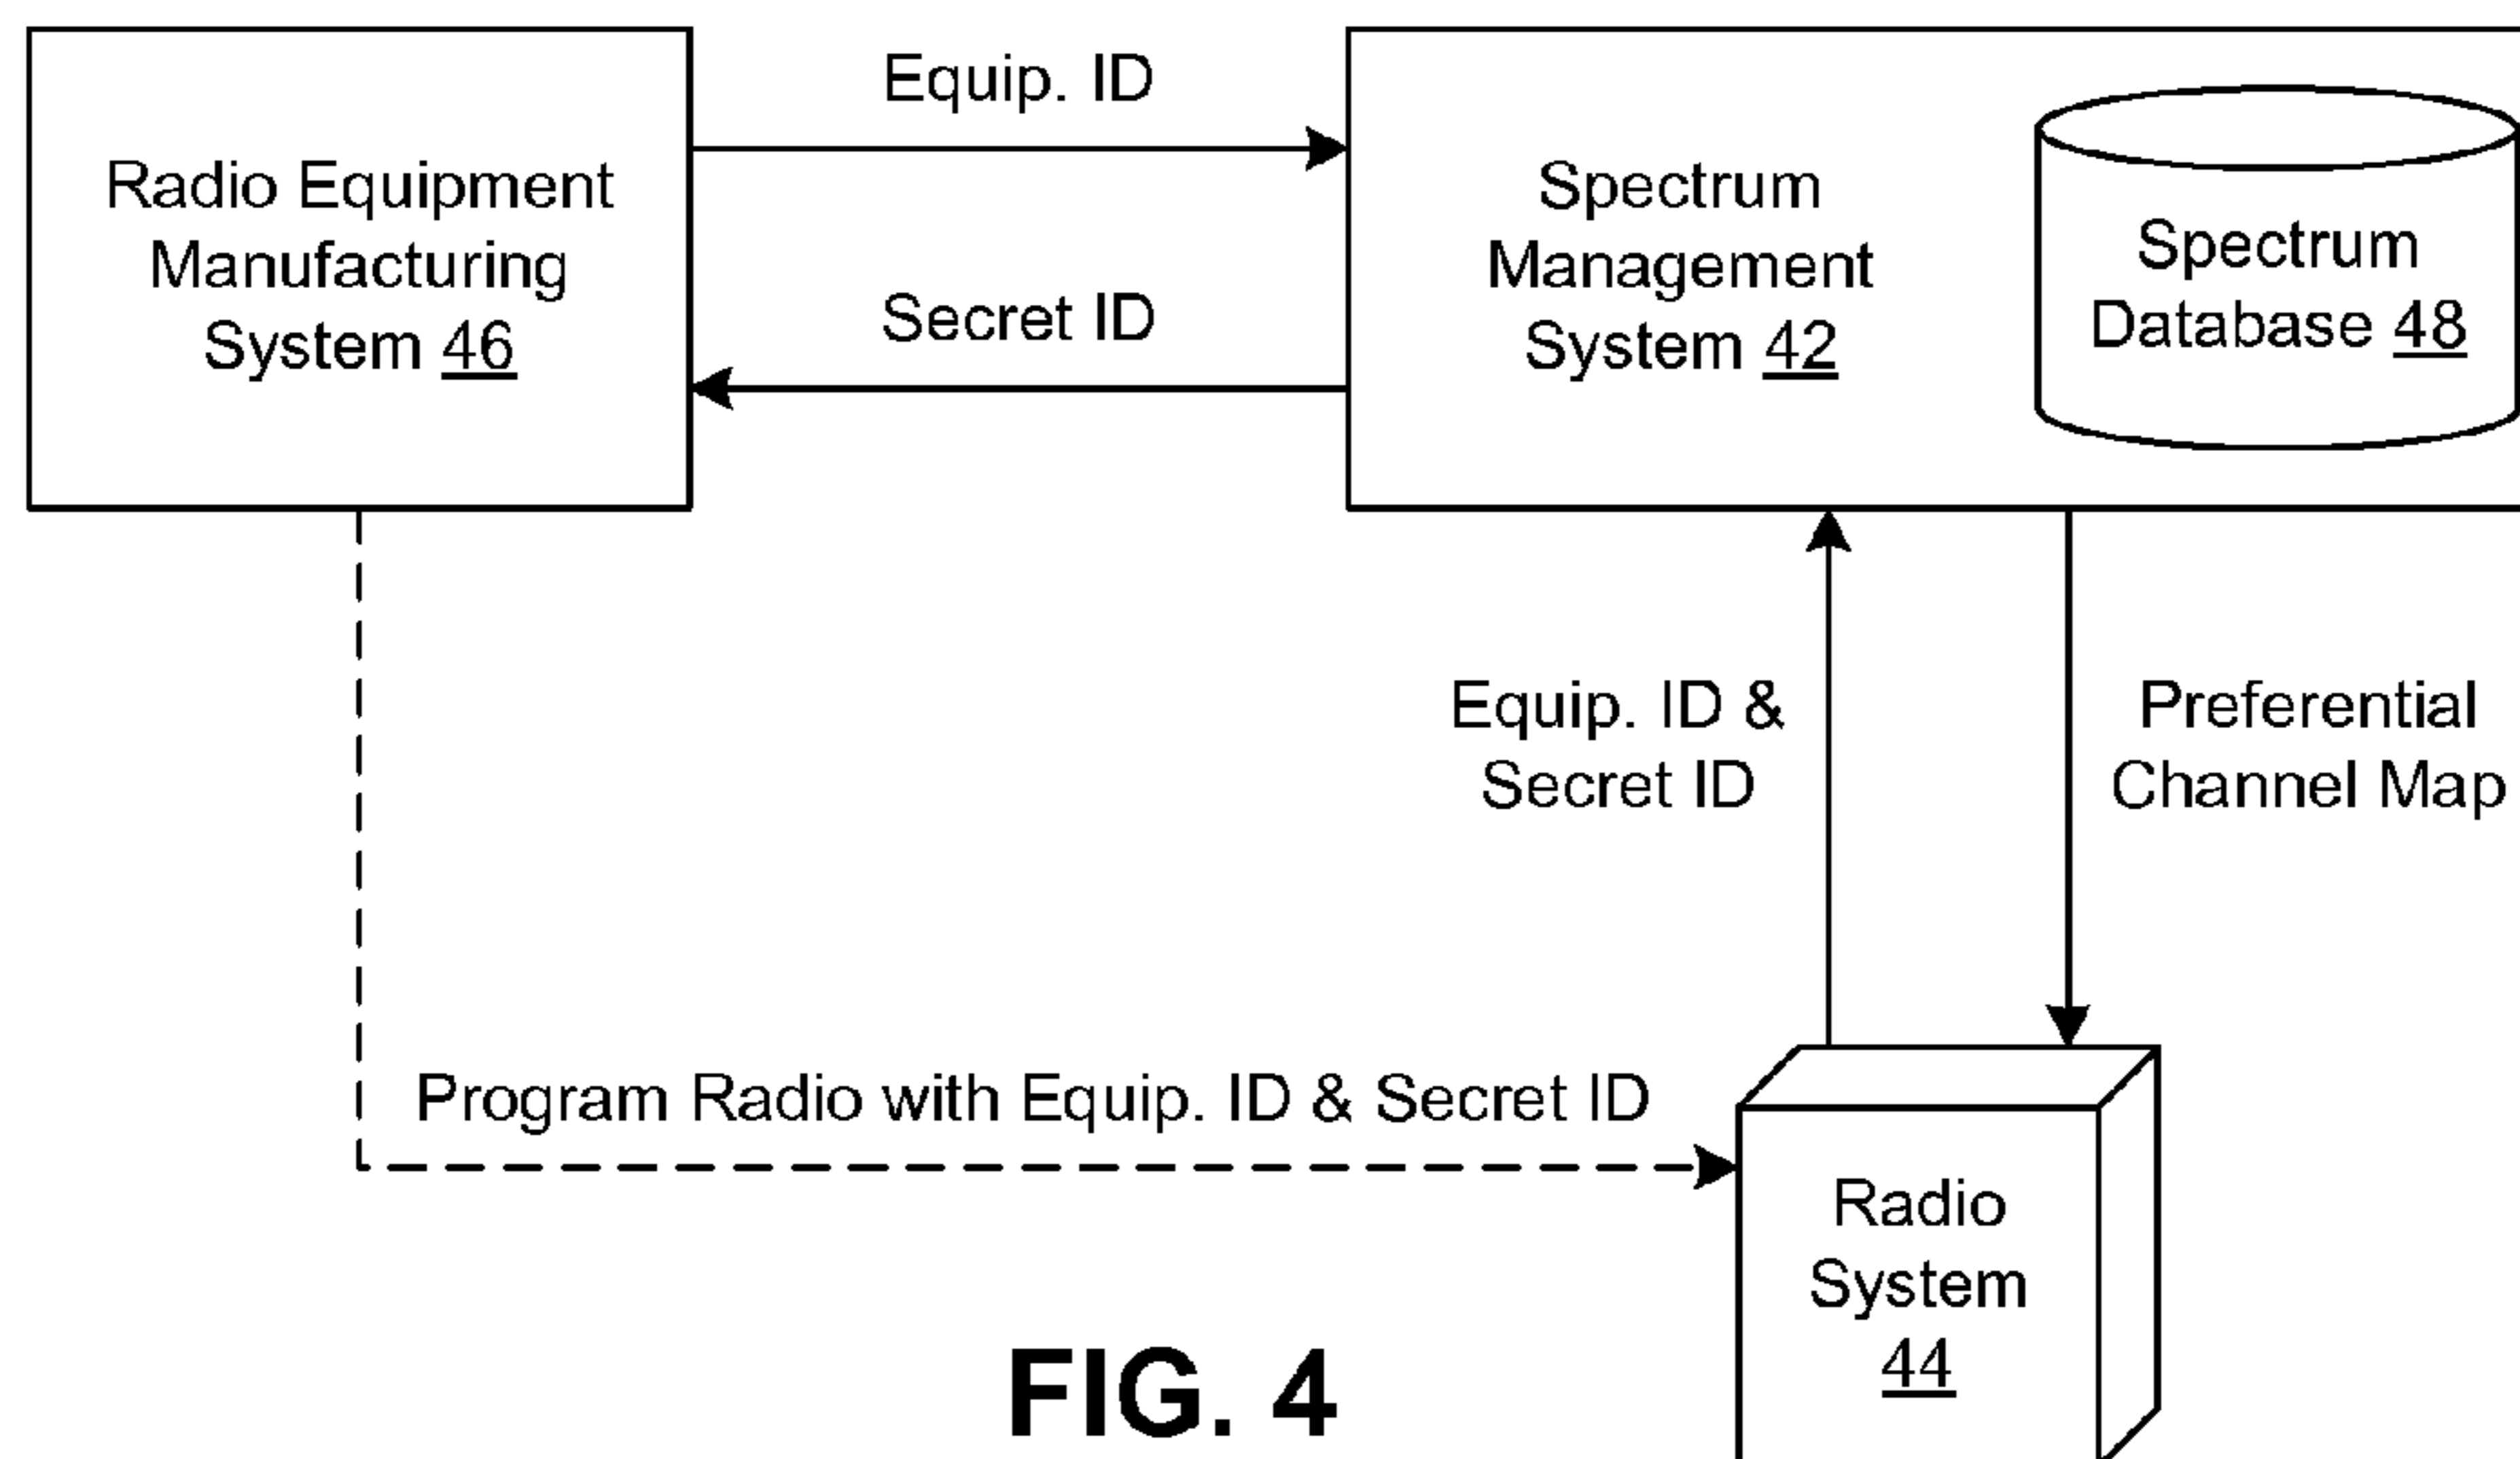 Equip. ID
Radio Equipment
Manufacturing
System 46
Secret ID
Spectrum
Management
System 42
Spectrum
Database 48
Equip. ID &
Secret ID
Preferential
Channel Map
Program Radio with Equip. ID & Secret ID
Radio
System
44
FIG. 4